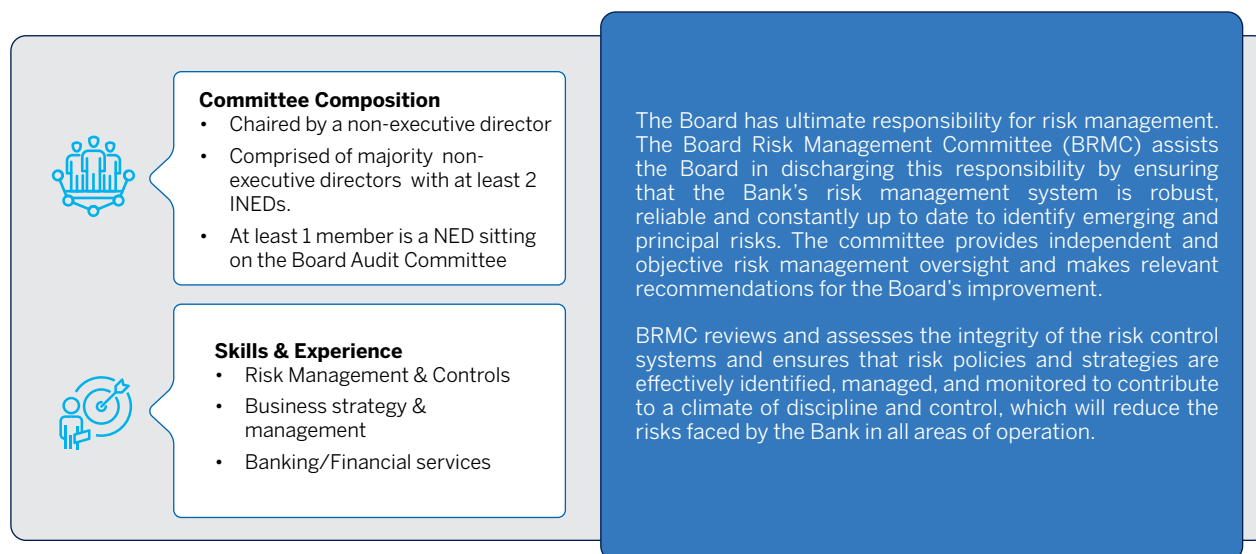 Committee Composition
• Chaired by a non-executive director
• Comprised of majority non-
executive directors with at least 2
INEDs.
• At least 1 member is a NED sitting
on the Board Audit Committee
Skills & Experience
• Risk Management & Controls
• Business strategy &
management
• Banking/Financial services
The Board has ultimate responsibility for risk management.
The Board Risk Management Committee (BRMC) assists
the Board in discharging this responsibility by ensuring
that the Bank's risk management system is robust,
reliable and constantly up to date to identify emerging and
principal risks. The committee provides independent and
objective risk management oversight and makes relevant
recommendations for the Board's improvement.
BRMC reviews and assesses the integrity of the risk control
systems and ensures that risk policies and strategies are
effectively identified, managed, and monitored to contribute
to a climate of discipline and control, which will reduce the
risks faced by the Bank in all areas of operation.